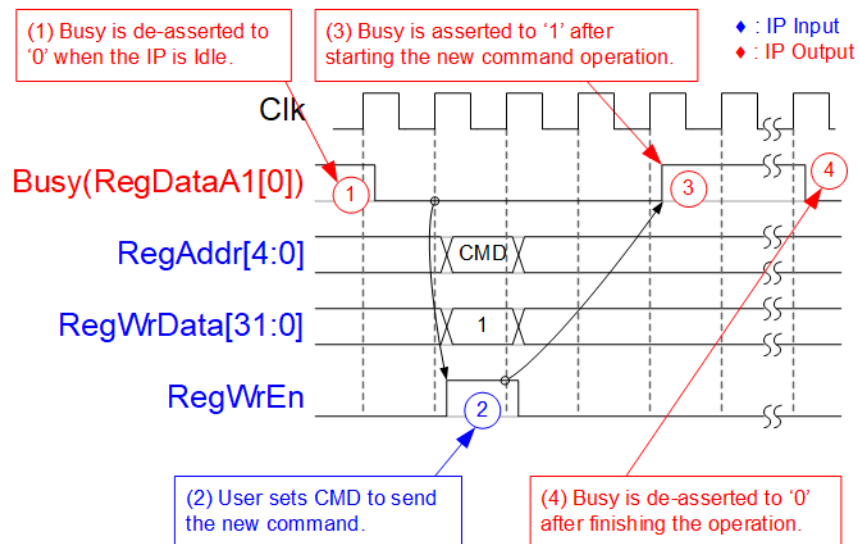 (1) Busy is de-asserted to
‘0’ when the IP is Idle.
(3) Busy is asserted to ‘1’ after
starting the new command operation.
♦ : IP Input
♦ : IP Output
Clk
Busy(RegDataA1[0])
1
3
4
RegAddr[4:0]
CMD
RegWrData[31:0]
1
RegWrEn
2
(2) User sets CMD to send
the new command.
(4) Busy is de-asserted to ‘0’
after finishing the operation.